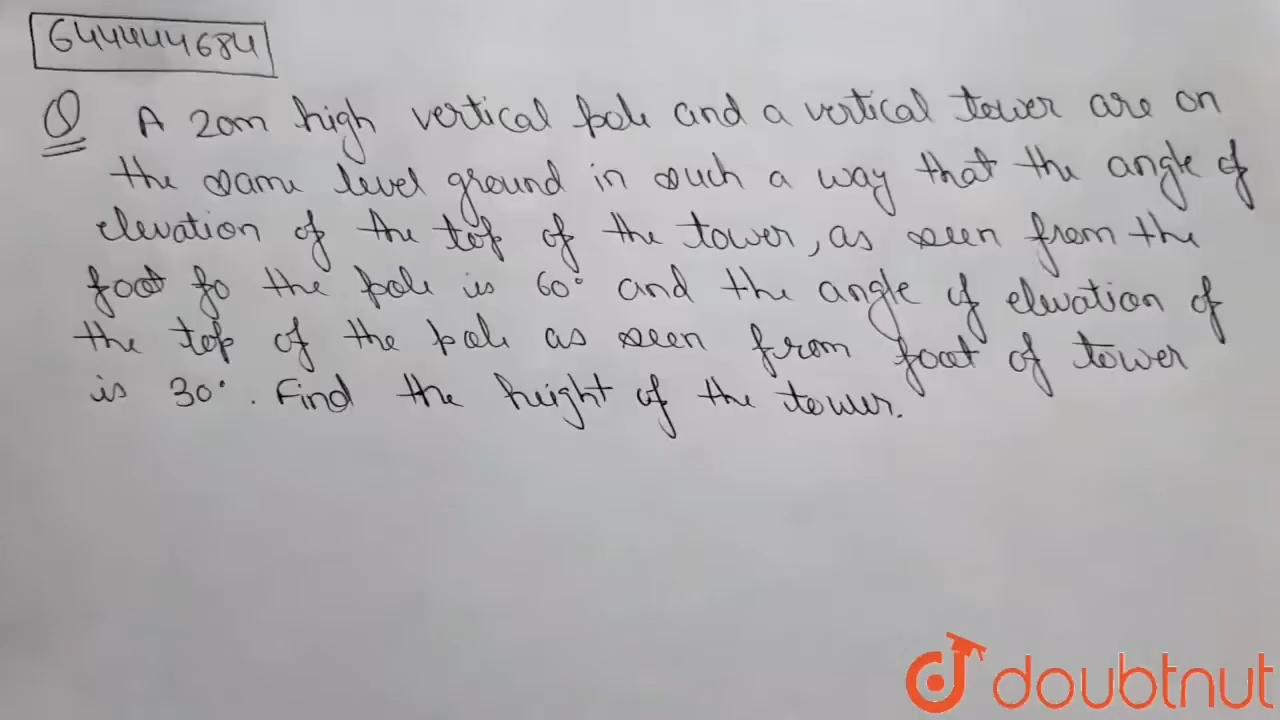 644444684
Q A 20m high vertical pole and a vertical tower are on
the same level ground in such a way that the angle of
elevation of the top of the tower, as seen from the
foot fo the pole is 60° and the angle of elevation of
the top of the pole as seen from foot of tower
is 30°. Find the height of the tower.
doubtnut